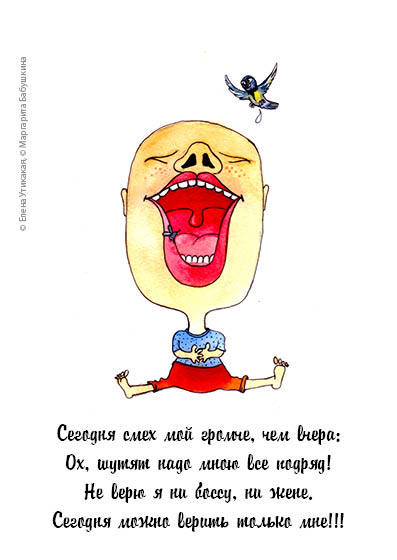 © Елена Утикакая, © Маргарита Бабушкина
Сегодня смех мой громче, чем вчера:
Ох, шутят надо мною все подряд!
Не верю я ни боссу, ни жене.
Сегодня можно верить только мне!!!